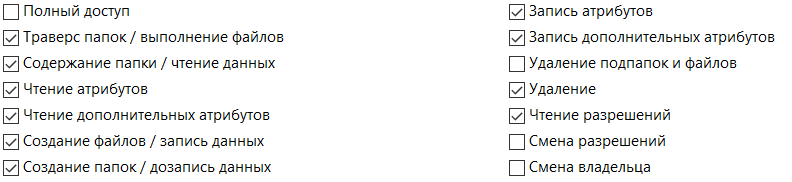 Полный доступ
Траверс папок / выполнение файлов
Содержание папки / чтение данных
Чтение атрибутов
Чтение дополнительных атрибутов
Создание файлов / запись данных
Создание папок / дозапись данных
Запись атрибутов
Запись дополнительных атрибутов
Удаление подпапок и файлов
Удаление
Чтение разрешений
Смена разрешений
Смена владельца